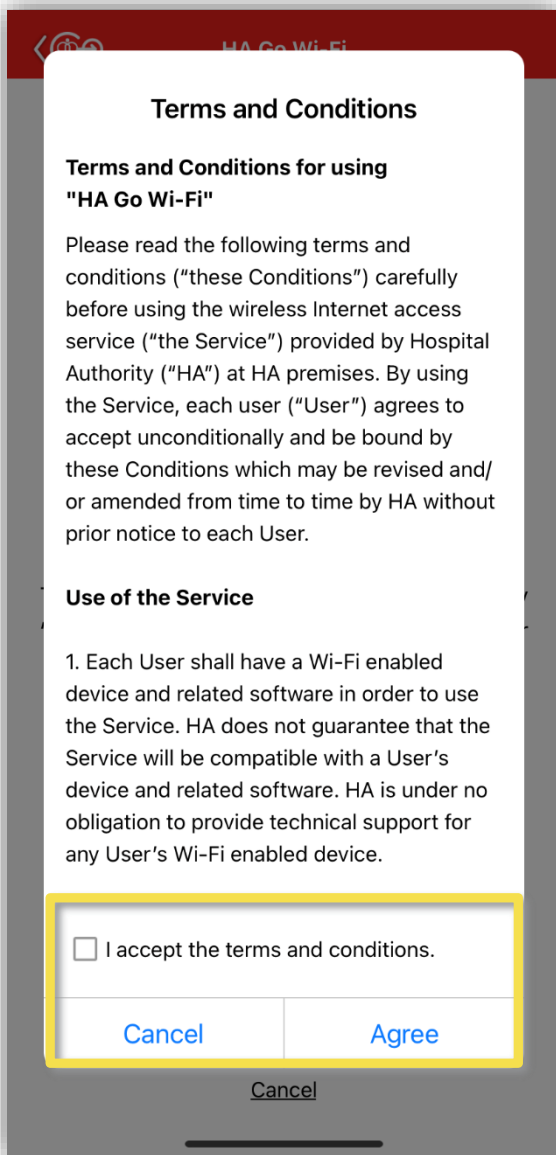 HA Go Wi-Fi
Terms and Conditions
Terms and Conditions for using
"HA Go Wi-Fi"
Please read the following terms and
conditions (“these Conditions”) carefully
before using the wireless Internet access
service (“the Service”) provided by Hospital
Authority (“HA”) at HA premises. By using
the Service, each user (“User”) agrees to
accept unconditionally and be bound by
these Conditions which may be revised and/
or amended from time to time by HA without
prior notice to each User.
Use of the Service
1. Each User shall have a Wi-Fi enabled
device and related software in order to use
the Service. HA does not guarantee that the
Service will be compatible with a User’s
device and related software. HA is under no
obligation to provide technical support for
any User’s Wi-Fi enabled device.
I accept the terms and conditions.
Cancel Agree
Cancel